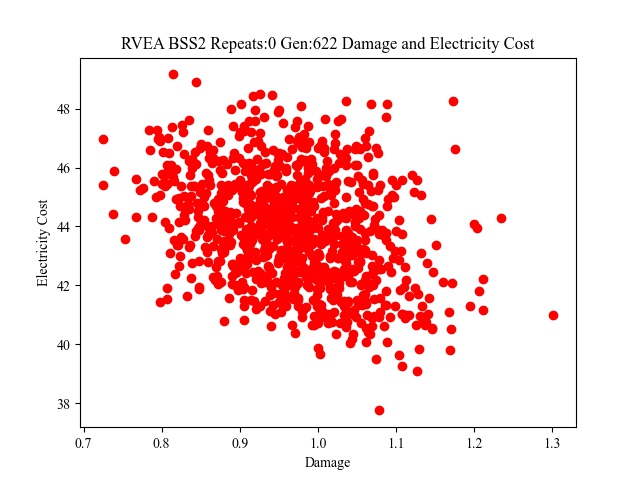 RVEA BSS2 Repeats:0 Gen:622 Damage and Electricity Cost
Electricity Cost
48
46
44
42
40
38
0.7 0.8 0.9 1.0 1.1 1.2 1.3
Damage